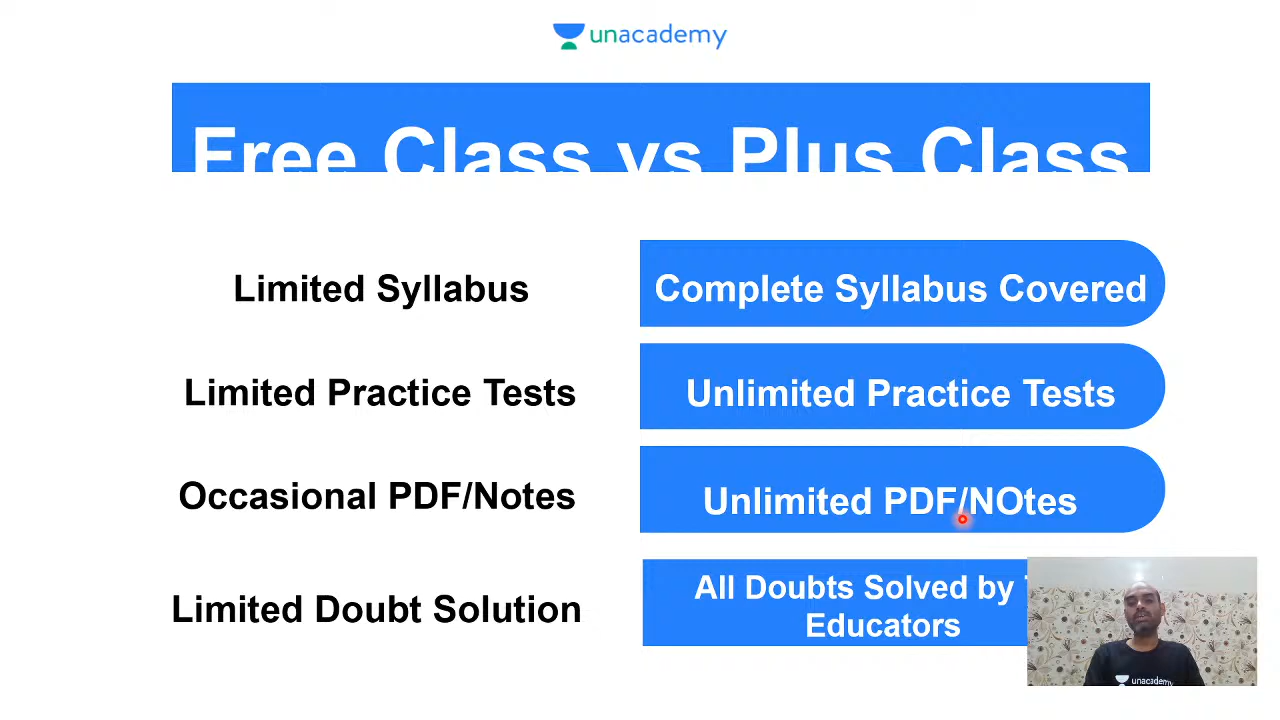 unacademy
Free Class vs Plus Class
Limited Syllabus
Complete Syllabus Covered
Limited Practice Tests
Unlimited Practice Tests
Occasional PDF/Notes
Unlimited PDF/NOtes
Limited Doubt Solution
All Doubts Solved by
Educators
unacademy